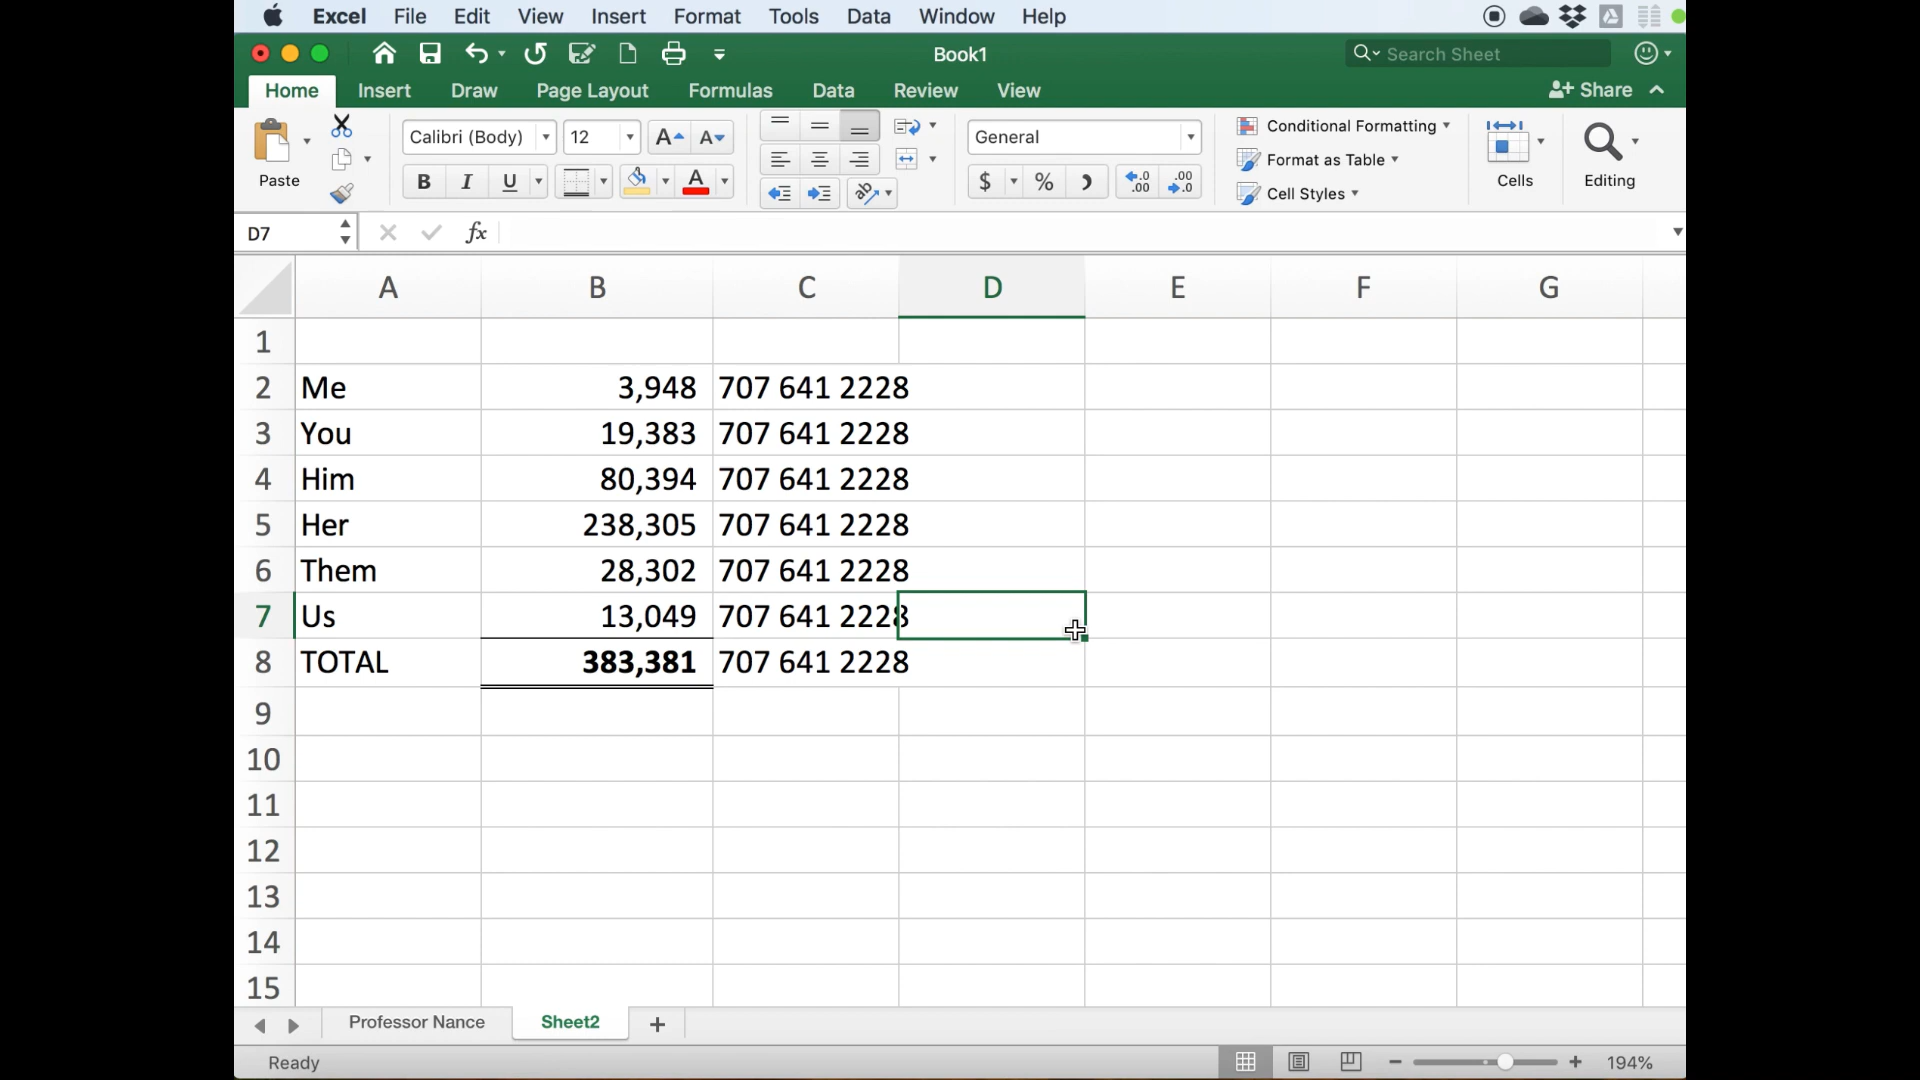 Excel File Edit View Insert Format Tools Data Window Help
Book1
Search Sheet
Home Insert Draw Page Layout Formulas Data Review View
Share
Paste
Calibri (Body) 12
A A
B I U A
ab
General
$ % )
.0 .00
.00 .0
Conditional Formatting
Format as Table
Cell Styles
Cells
Editing
D7 fx
A B C D E F G
1
2 Me 3,948 707 641 2228
3 You 19,383 707 641 2228
4 Him 80,394 707 641 2228
5 Her 238,305 707 641 2228
6 Them 28,302 707 641 2228
7 Us 13,049 707 641 2228
8 TOTAL 383,381 707 641 2228
9
10
11
12
13
14
15
Professor Nance Sheet2 +
Ready
194%